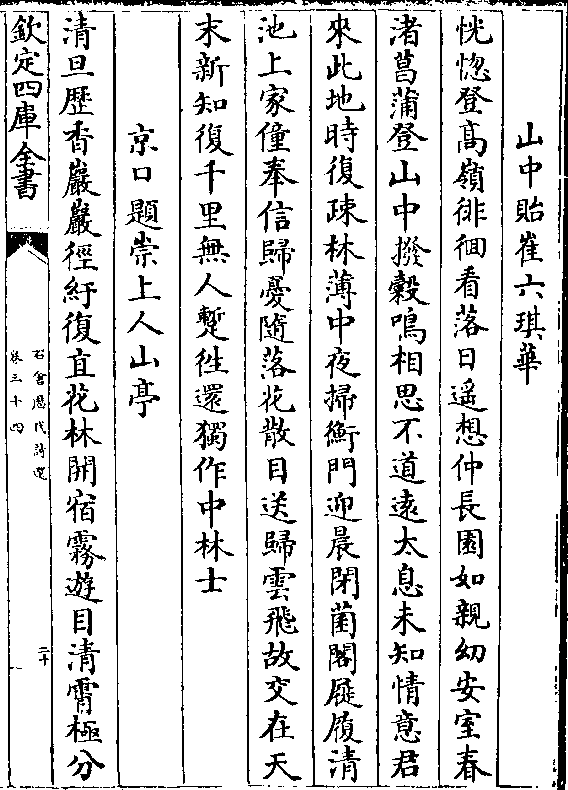 山中貽崔六琪華
恍惚登高嶺徘徊看落日遥想仲長園如親幼安室春
渚菖蒲登山中撥穀鳴相思不道遠太息未知情意君
來此地時復疎林薄中夜掃衡門迎晨閉菌閣屣履清
池上家僮奉信歸憂隨落花散目送歸雲飛故交在天
末新知復千里無人暫徃還獨作中林士
京口題崇上人山亭
清旦歷香巖巖徑紆復直花林開宿霧遊目清霄極分
欽定四庫全書
石倉歷代詩選
卷三十四
二十